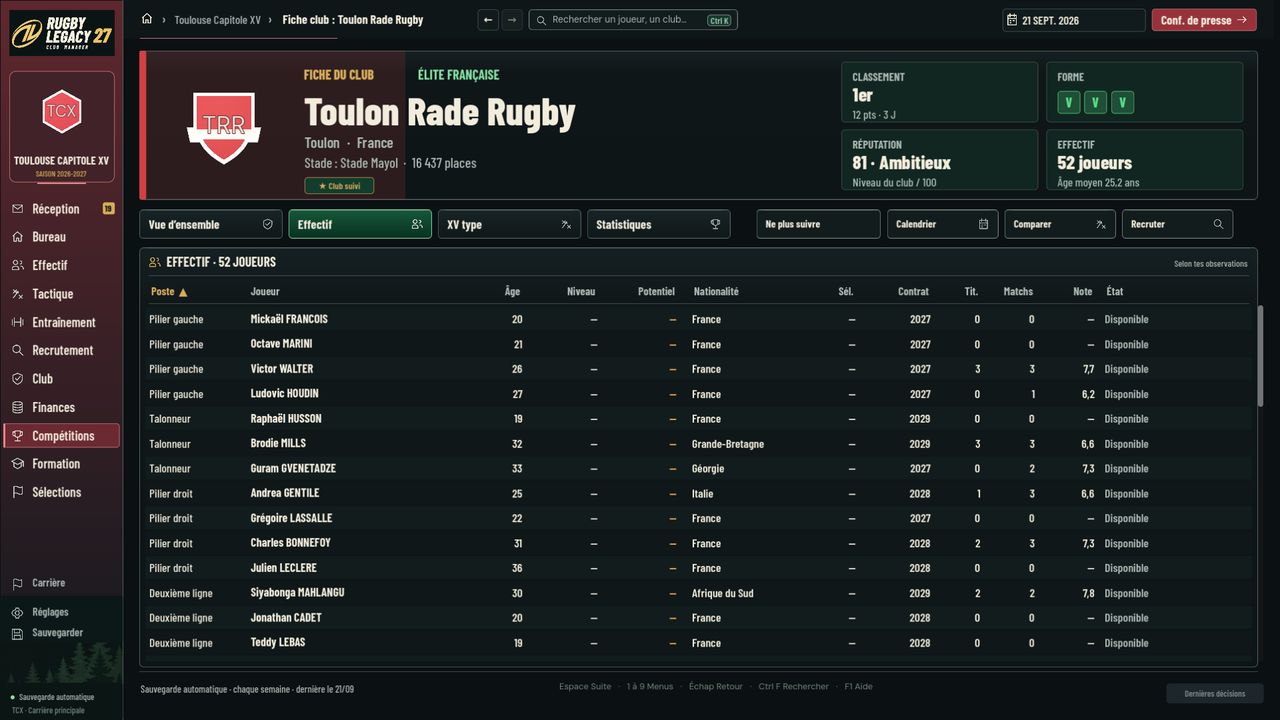 RUGBY LEGACY 27
CLUB MANAGER
Toulouse Capitole XV › Fiche club : Toulon Rade Rugby
← →
Rechercher un joueur, un club... Ctrl K
21 SEPT. 2026
Conf. de presse →
TCX
TOULOUSE CAPITOLE XV
SAISON 2026-2027
Réception 19
Bureau
Effectif
Tactique
Entraînement
Recrutement
Club
Finances
Compétitions
Formation
Sélections
Carrière
Réglages
Sauvegarder
Sauvegarde automatique
TCX · Carrière principale
TRR
FICHE DU CLUB ÉLITE FRANÇAISE
Toulon Rade Rugby
Toulon · France
Stade : Stade Mayol · 16 437 places
★ Club suivi
CLASSEMENT
1er
12 pts · 3 J
FORME
V V V
RÉPUTATION
81 · Ambitieux
Niveau du club / 100
EFFECTIF
52 joueurs
Âge moyen 25,2 ans
Vue d'ensemble Effectif XV type Statistiques Ne plus suivre Calendrier Comparer Recruter
EFFECTIF · 52 JOUEURS Selon tes observations
Poste ▲ Joueur Âge Niveau Potentiel Nationalité Sél. Contrat Tit. Matchs Note État
Pilier gauche Mickaël FRANCOIS 20 – – France – 2027 0 0 – Disponible
Pilier gauche Octave MARINI 21 – – France – 2027 0 0 – Disponible
Pilier gauche Victor WALTER 26 – – France – 2027 3 3 7,7 Disponible
Pilier gauche Ludovic HOUDIN 27 – – France – 2027 0 1 6,2 Disponible
Talonneur Raphaël HUSSON 19 – – France – 2029 0 0 – Disponible
Talonneur Brodie MILLS 32 – – Grande-Bretagne – 2029 3 3 6,6 Disponible
Talonneur Guram GVENETADZE 33 – – Géorgie – 2027 0 2 7,3 Disponible
Pilier droit Andrea GENTILE 25 – – Italie – 2028 1 3 6,6 Disponible
Pilier droit Grégoire LASSALLE 22 – – France – 2027 0 0 – Disponible
Pilier droit Charles BONNEFOY 31 – – France – 2028 2 3 7,3 Disponible
Pilier droit Julien LECLERE 36 – – France – 2028 0 0 – Disponible
Deuxième ligne Siyabonga MAHLANGU 30 – – Afrique du Sud – 2029 2 2 7,8 Disponible
Deuxième ligne Jonathan CADET 20 – – France – 2028 0 0 – Disponible
Deuxième ligne Teddy LEBAS 19 – – France – 2028 0 0 – Disponible
Sauvegarde automatique · chaque semaine · dernière le 21/09
Espace Suite · 1 à 9 Menus · Échap Retour · Ctrl F Rechercher · F1 Aide
Dernières décisions